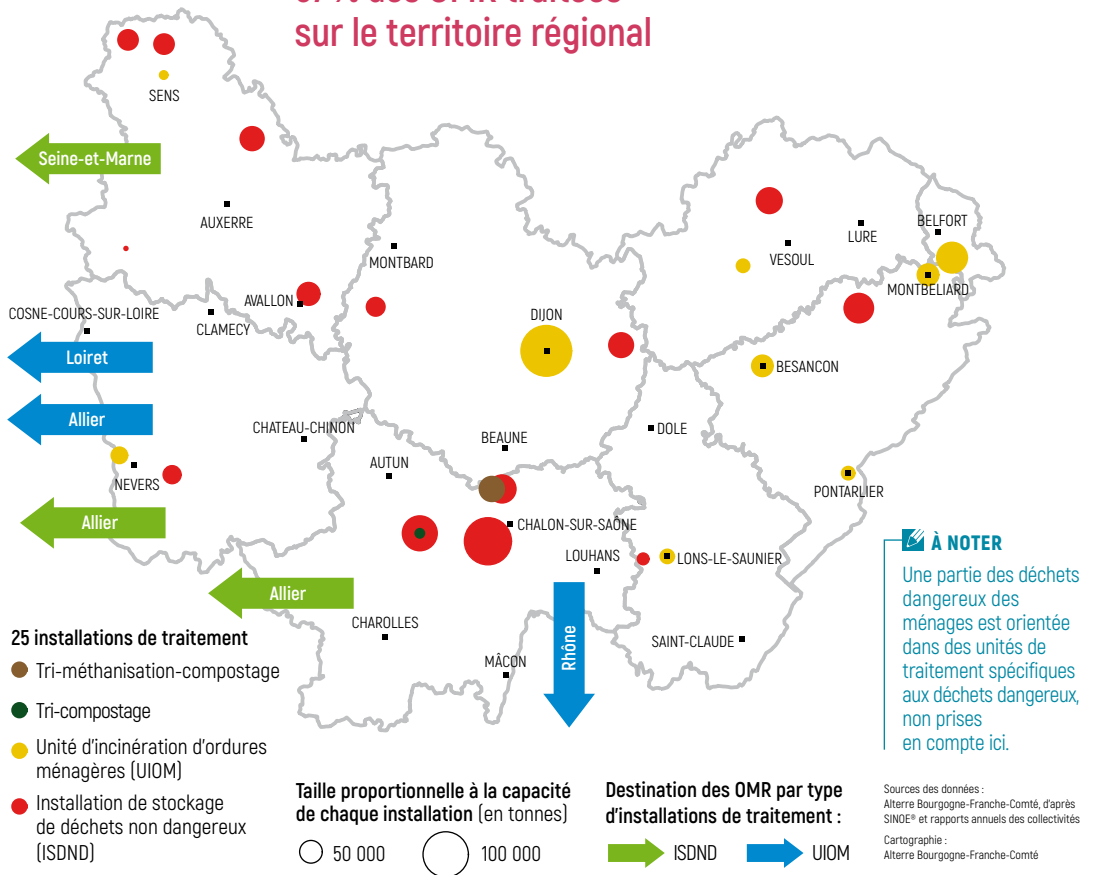 sur le territoire régional
SENS
Seine-et-Marne
AUXERRE
MONTBARD
BELFORT
LURE
VESOUL
MONTBÉLIARD
AVALLON
COSNE-COURS-SUR-LOIRE
CLAMECY
DIJON
Loiret
BESANCON
Allier
CHATEAU-CHINON
DOLE
BEAUNE
AUTUN
NEVERS
PONTARLIER
Allier
CHALON-SUR-SAÔNE
LOUHANS
LONS-LE-SAUNIER
Allier
CHAROLLES
Rhône
SAINT-CLAUDE
MÂCON
À NOTER
Une partie des déchets
dangereux des
ménages est orientée
dans des unités de
traitement spécifiques
aux déchets dangereux,
non prises
en compte ici.
25 installations de traitement
Tri-méthanisation-compostage
Tri-compostage
Unité d'incinération d'ordures
ménagères (UIOM)
Installation de stockage
de déchets non dangereux
(ISDND)
Taille proportionnelle à la capacité
de chaque installation (en tonnes)
50 000
100 000
Destination des OMR par type
d'installations de traitement :
ISDND
UIOM
Sources des données :
Alterre Bourgogne-Franche-Comté, d'après
SINOE® et rapports annuels des collectivités
Cartographie :
Alterre Bourgogne-Franche-Comté